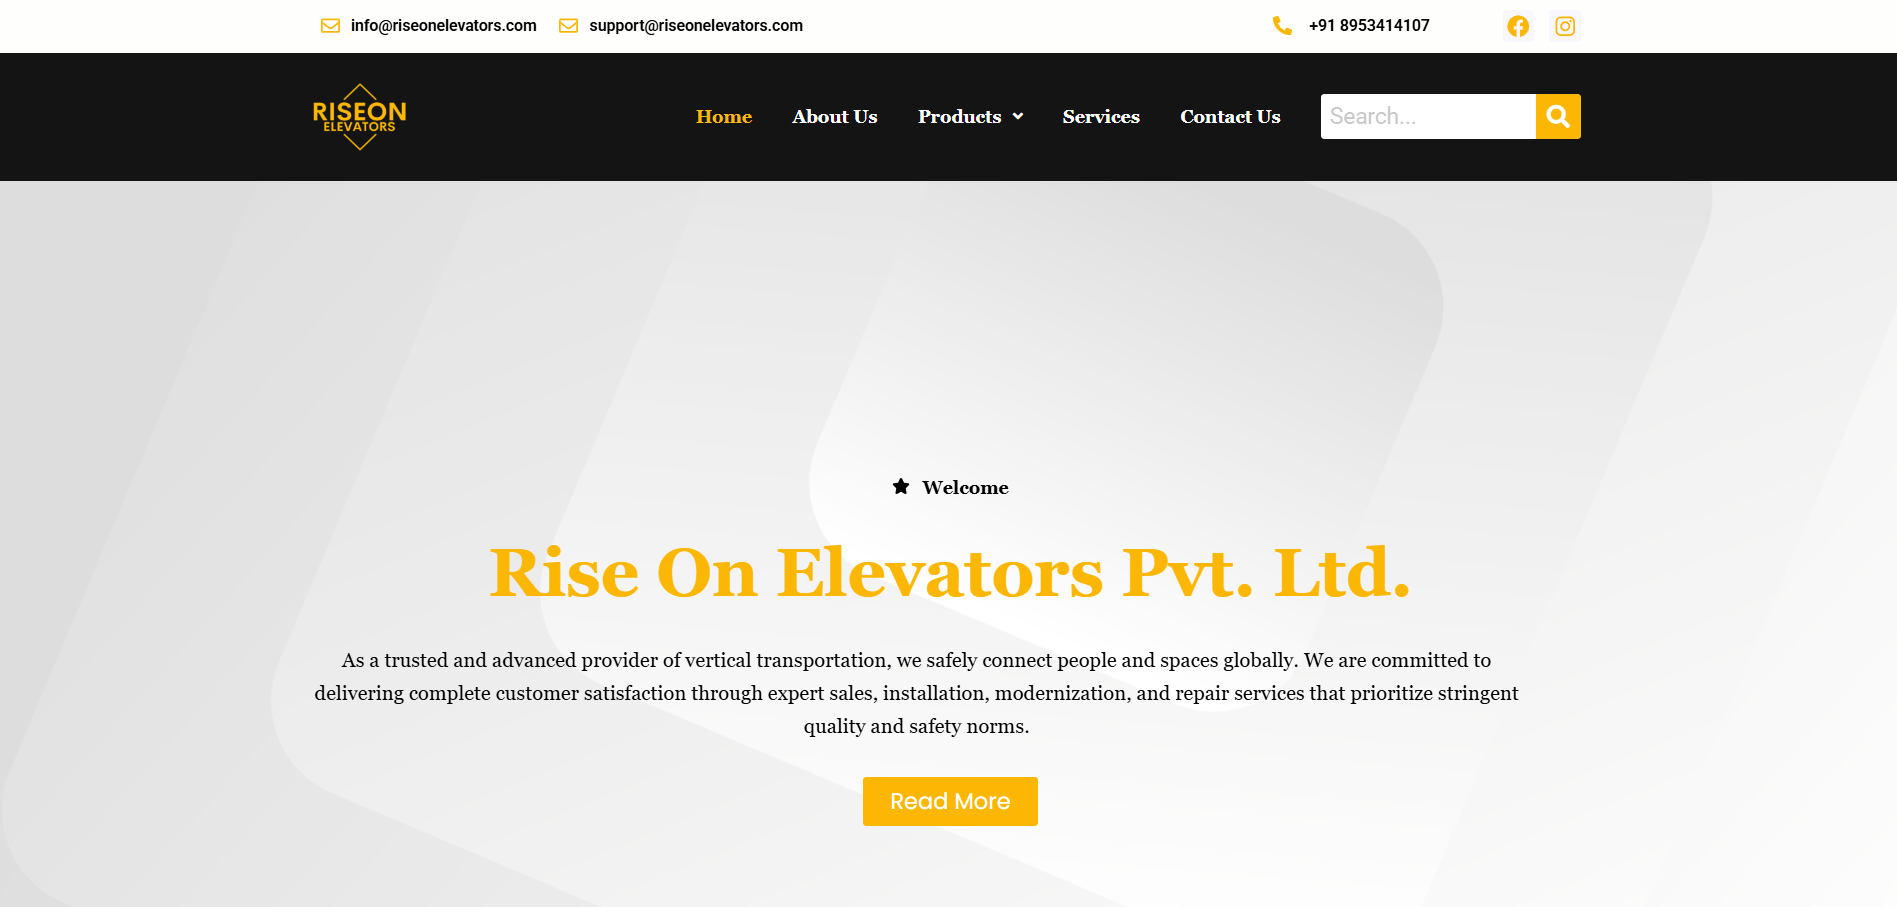 info@riseonelevators.com support@riseonelevators.com +91 8953414107
RISEON
ELEVATORS
Home About Us Products Services Contact Us Search...
Welcome
Rise On Elevators Pvt. Ltd.
As a trusted and advanced provider of vertical transportation, we safely connect people and spaces globally. We are committed to
delivering complete customer satisfaction through expert sales, installation, modernization, and repair services that prioritize stringent
quality and safety norms.
Read More